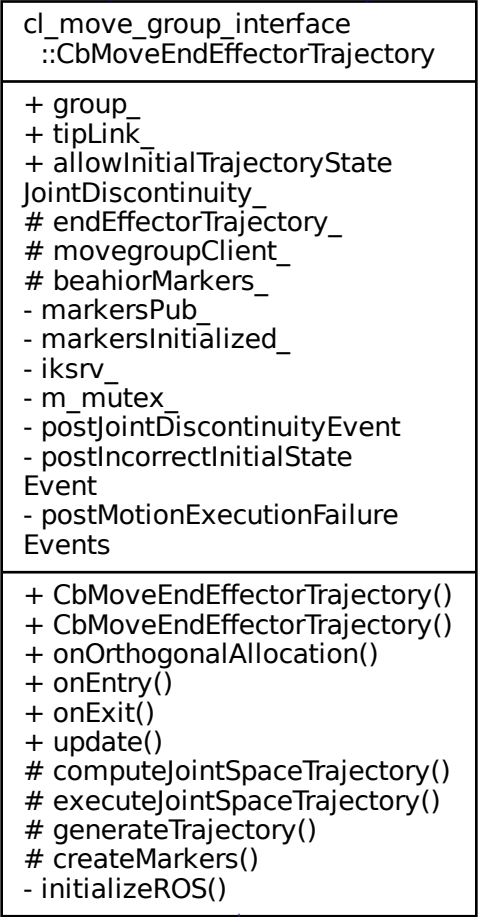 cl_move_group_interface
::CbMoveEndEffectorTrajectory
+ group_
+ tipLink_
+ allowInitialTrajectoryState
JointDiscontinuity_
# endEffectorTrajectory_
# movegroupClient_
# beahiorMarkers_
- markersPub_
- markersInitialized_
- iksrv_
- m_mutex_
- postJointDiscontinuityEvent
- postIncorrectInitialState
Event
- postMotionExecutionFailure
Events
+ CbMoveEndEffectorTrajectory()
+ CbMoveEndEffectorTrajectory()
+ onOrthogonalAllocation()
+ onEntry()
+ onExit()
+ update()
# computeJointSpaceTrajectory()
# executeJointSpaceTrajectory()
# generateTrajectory()
# createMarkers()
- initializeROS()